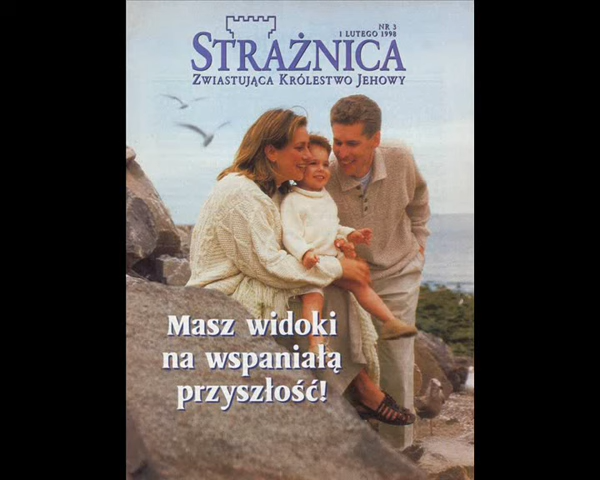 NR 3
1 LUTEGO 1998
STRAŻNICA
ZWIASTUJĄCA KRÓLESTWO JEHOWY
Masz widoki
na wspaniałą
przyszłość!